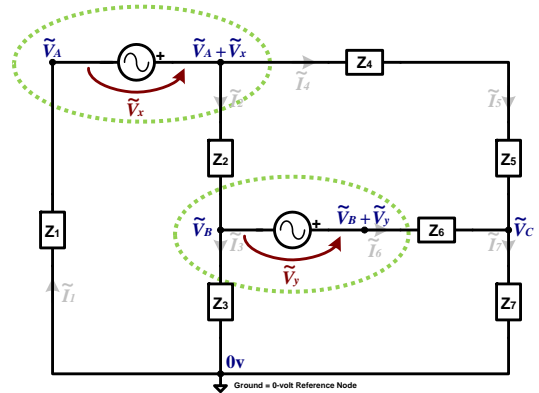 Ṽ_A
+
Ṽ_A + Ṽ_x
Z4
Ĩ_4
Ṽ_x
Ĩ_2
Ĩ_5
Z2
Z5
Z1
Ṽ_B
+
Ṽ_B + Ṽ_y
Z6
Ṽ_C
Ĩ_3
Ĩ_6
Ĩ_7
Ṽ_y
Ĩ_1
Z3
Z7
0v
Ground = 0-volt Reference Node